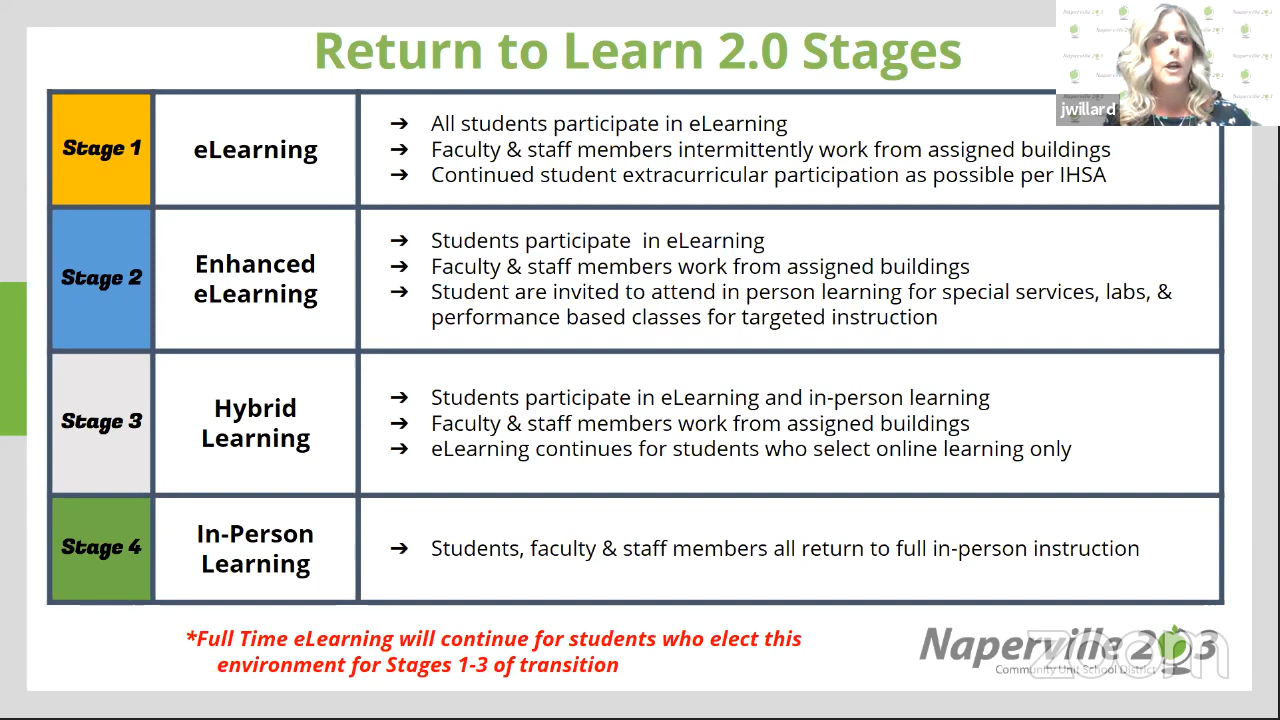 Return to Learn 2.0 Stages
jwillard
Stage 1
eLearning
➔ All students participate in eLearning
➔ Faculty & staff members intermittently work from assigned buildings
➔ Continued student extracurricular participation as possible per IHSA
Stage 2
Enhanced
eLearning
➔ Students participate in eLearning
➔ Faculty & staff members work from assigned buildings
➔ Student are invited to attend in person learning for special services, labs, &
performance based classes for targeted instruction
Stage 3
Hybrid
Learning
➔ Students participate in eLearning and in-person learning
➔ Faculty & staff members work from assigned buildings
➔ eLearning continues for students who select online learning only
Stage 4
In-Person
Learning
➔ Students, faculty & staff members all return to full in-person instruction
*Full Time eLearning will continue for students who elect this
environment for Stages 1-3 of transition
Naperville 203
Community Unit School District
zoom